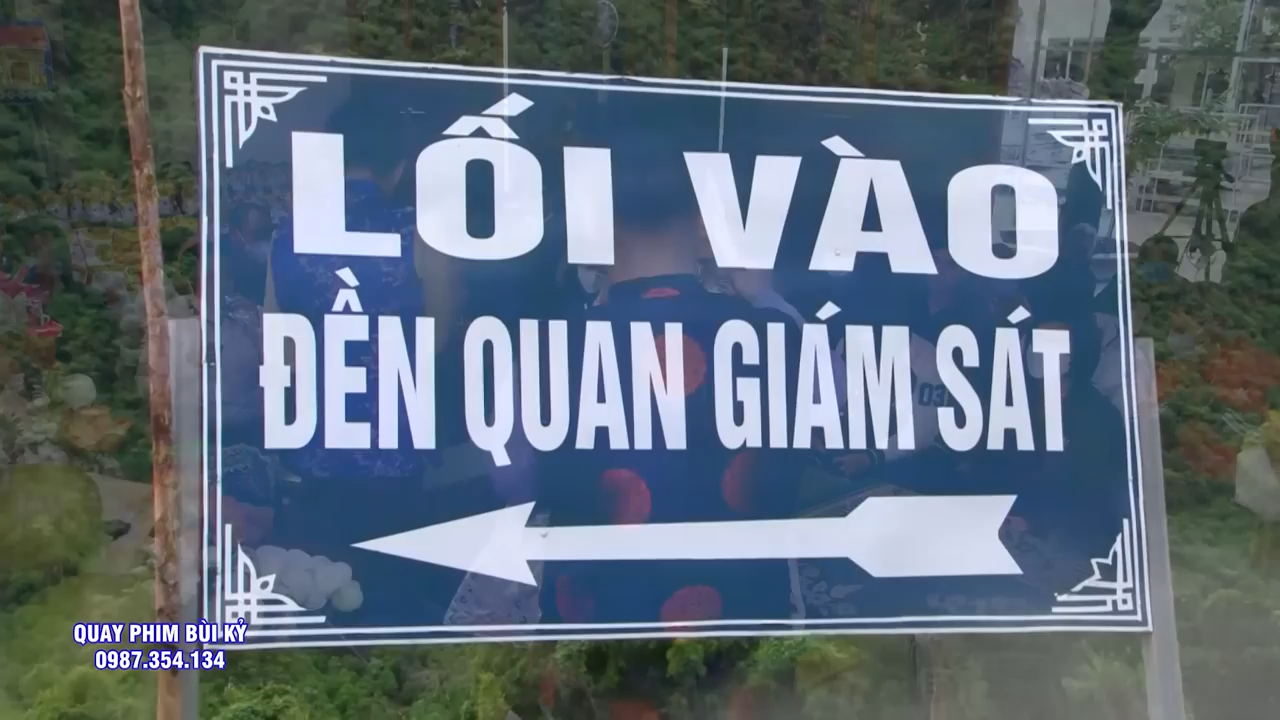 LỐI VÀO
ĐỀN QUAN GIÁM SÁT
QUAY PHIM BÙI KỶ
0987.354.134